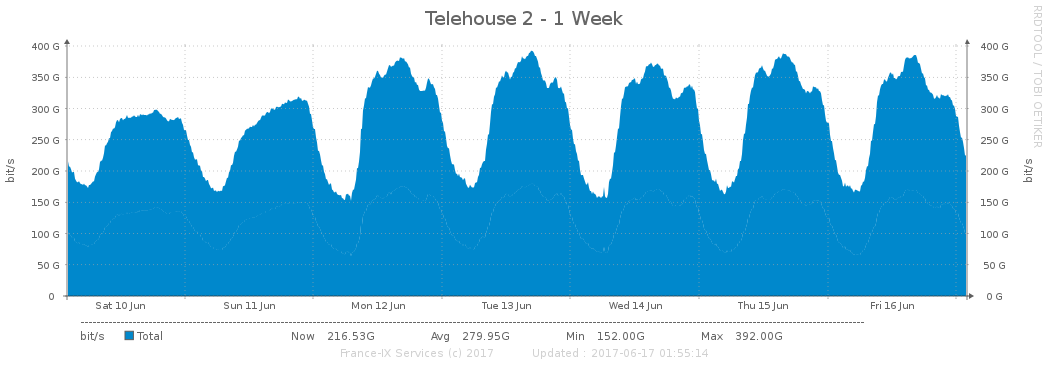 Telehouse 2 - 1 Week
RRDTOOL / TOBI OETIKER
bit/s
400 G 400 G
350 G 350 G
300 G 300 G
250 G 250 G
200 G 200 G
150 G 150 G
100 G 100 G
50 G 50 G
0 0 G
bit/s
Sat 10 Jun Sun 11 Jun Mon 12 Jun Tue 13 Jun Wed 14 Jun Thu 15 Jun Fri 16 Jun
bit/s Total Now 216.53G Avg 279.95G Min 152.00G Max 392.00G
France-IX Services (c) 2017 Updated : 2017-06-17 01:55:14